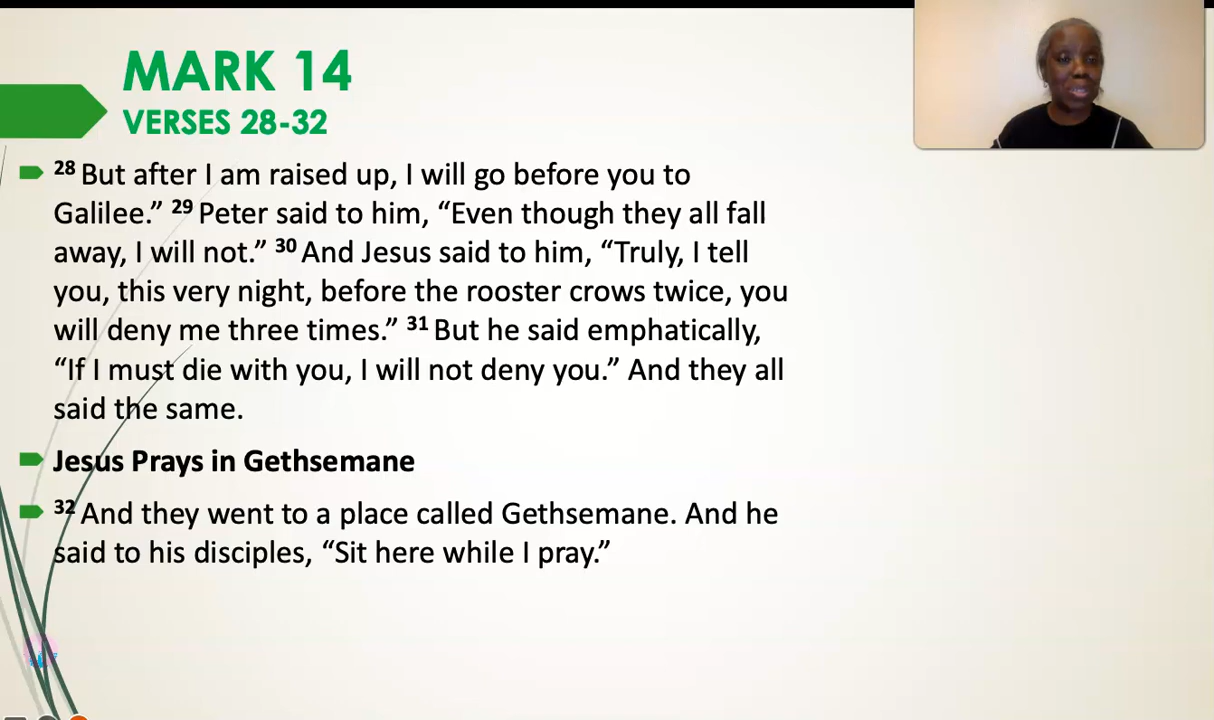 MARK 14
VERSES 28-32
28 But after I am raised up, I will go before you to
Galilee.” 29 Peter said to him, “Even though they all fall
away, I will not.” 30 And Jesus said to him, “Truly, I tell
you, this very night, before the rooster crows twice, you
will deny me three times.” 31 But he said emphatically,
“If I must die with you, I will not deny you.” And they all
said the same.
Jesus Prays in Gethsemane
32 And they went to a place called Gethsemane. And he
said to his disciples, “Sit here while I pray.”